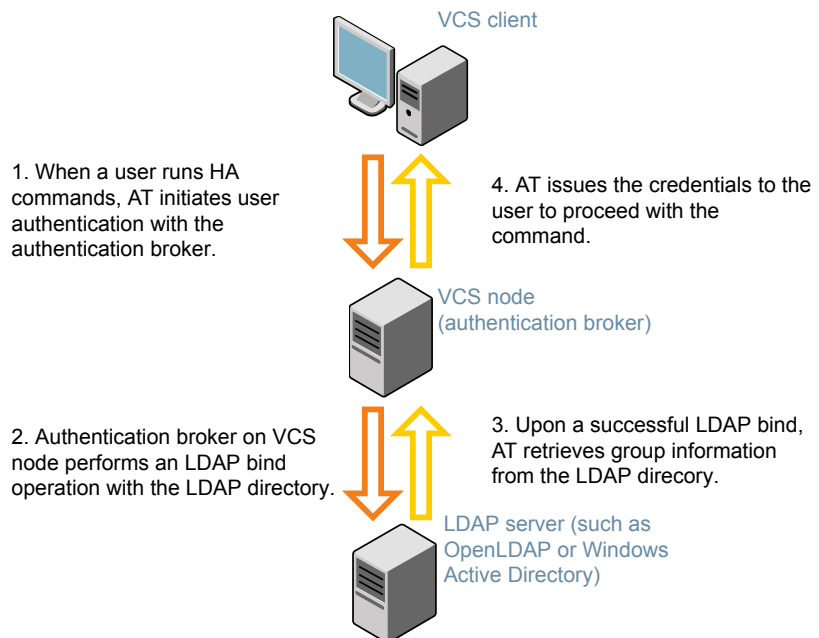 VCS client
1. When a user runs HA
commands, AT initiates user
authentication with the
authentication broker.
4. AT issues the credentials to the
user to proceed with the
command.
VCS node
(authentication broker)
2. Authentication broker on VCS
node performs an LDAP bind
operation with the LDAP directory.
3. Upon a successful LDAP bind,
AT retrieves group information
from the LDAP direcory.
LDAP server (such as
OpenLDAP or Windows
Active Directory)